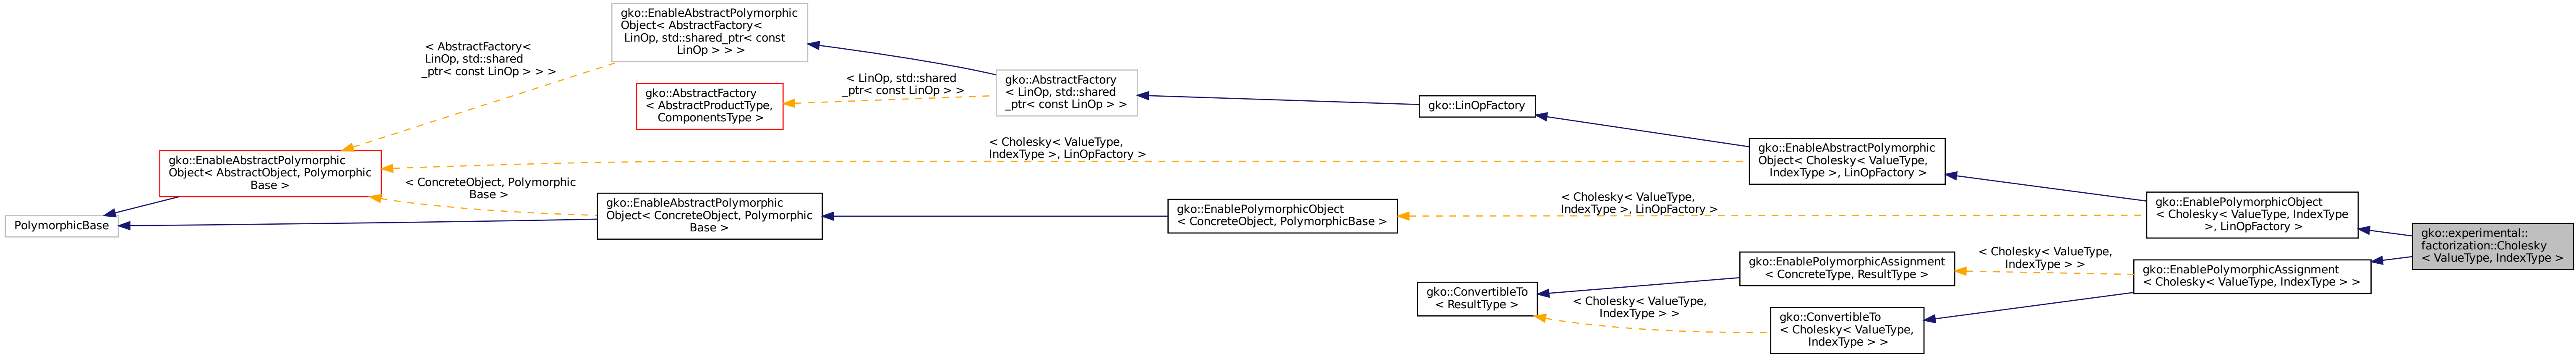 gko::EnableAbstractPolymorphic
Object< AbstractFactory<
LinOp, std::shared_ptr< const
LinOp > > >
< AbstractFactory<
LinOp, std::shared
_ptr< const LinOp > > >
gko::AbstractFactory
< AbstractProductType,
ComponentsType >
< LinOp, std::shared
_ptr< const LinOp > >
gko::AbstractFactory
< LinOp, std::shared
_ptr< const LinOp > >
gko::LinOpFactory
gko::EnableAbstractPolymorphic
Object< AbstractObject, Polymorphic
Base >
< Cholesky< ValueType,
IndexType >, LinOpFactory >
gko::EnableAbstractPolymorphic
Object< Cholesky< ValueType,
IndexType >, LinOpFactory >
< ConcreteObject, Polymorphic
Base >
PolymorphicBase
gko::EnableAbstractPolymorphic
Object< ConcreteObject, Polymorphic
Base >
gko::EnablePolymorphicObject
< ConcreteObject, PolymorphicBase >
< Cholesky< ValueType,
IndexType >, LinOpFactory >
gko::EnablePolymorphicObject
< Cholesky< ValueType, IndexType
>, LinOpFactory >
gko::experimental::
factorization::Cholesky
< ValueType, IndexType >
gko::EnablePolymorphicAssignment
< ConcreteType, ResultType >
< Cholesky< ValueType,
IndexType > >
gko::EnablePolymorphicAssignment
< Cholesky< ValueType, IndexType > >
gko::ConvertibleTo
< ResultType >
< Cholesky< ValueType,
IndexType > >
gko::ConvertibleTo
< Cholesky< ValueType,
IndexType > >